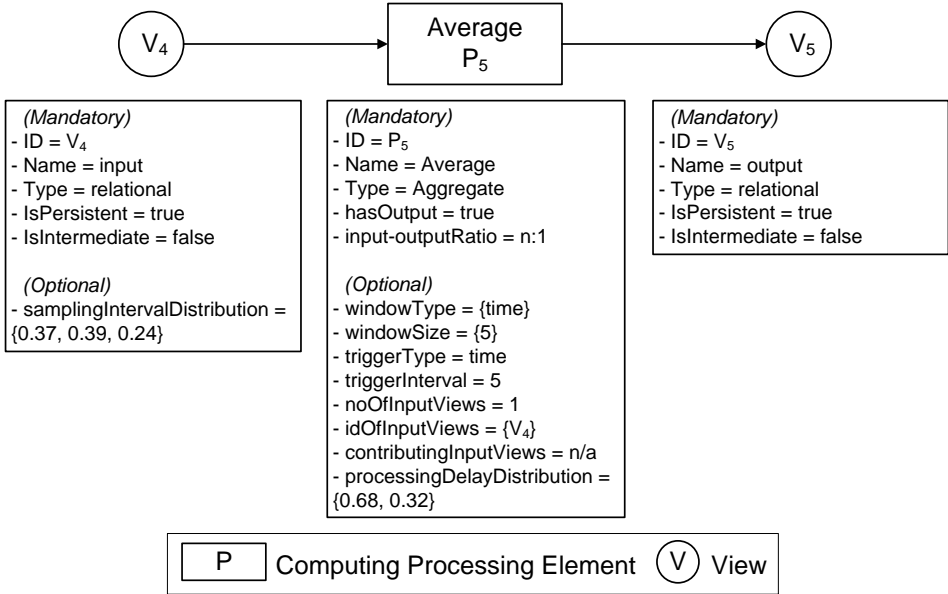 V4
Average
P5
V5
(Mandatory)
- ID = V4
- Name = input
- Type = relational
- IsPersistent = true
- IsIntermediate = false
(Optional)
- samplingIntervalDistribution =
{0.37, 0.39, 0.24}
(Mandatory)
- ID = P5
- Name = Average
- Type = Aggregate
- hasOutput = true
- input-outputRatio = n:1
(Optional)
- windowType = {time}
- windowSize = {5}
- triggerType = time
- triggerInterval = 5
- noOfInputViews = 1
- idOfInputViews = {V4}
- contributingInputViews = n/a
- processingDelayDistribution =
{0.68, 0.32}
(Mandatory)
- ID = V5
- Name = output
- Type = relational
- IsPersistent = true
- IsIntermediate = false
P Computing Processing Element V View